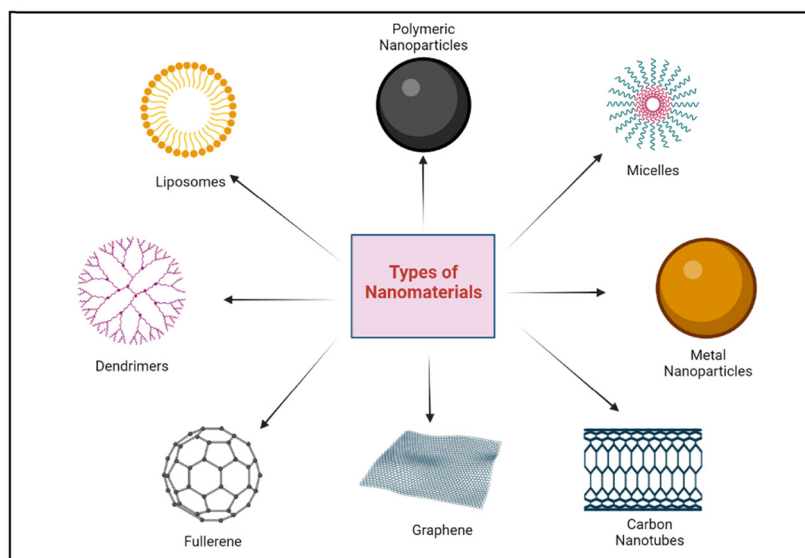 Polymeric
Nanoparticles
Liposomes
Micelles
Types of
Nanomaterials
Dendrimers
Metal
Nanoparticles
Fullerene
Graphene
Carbon
Nanotubes